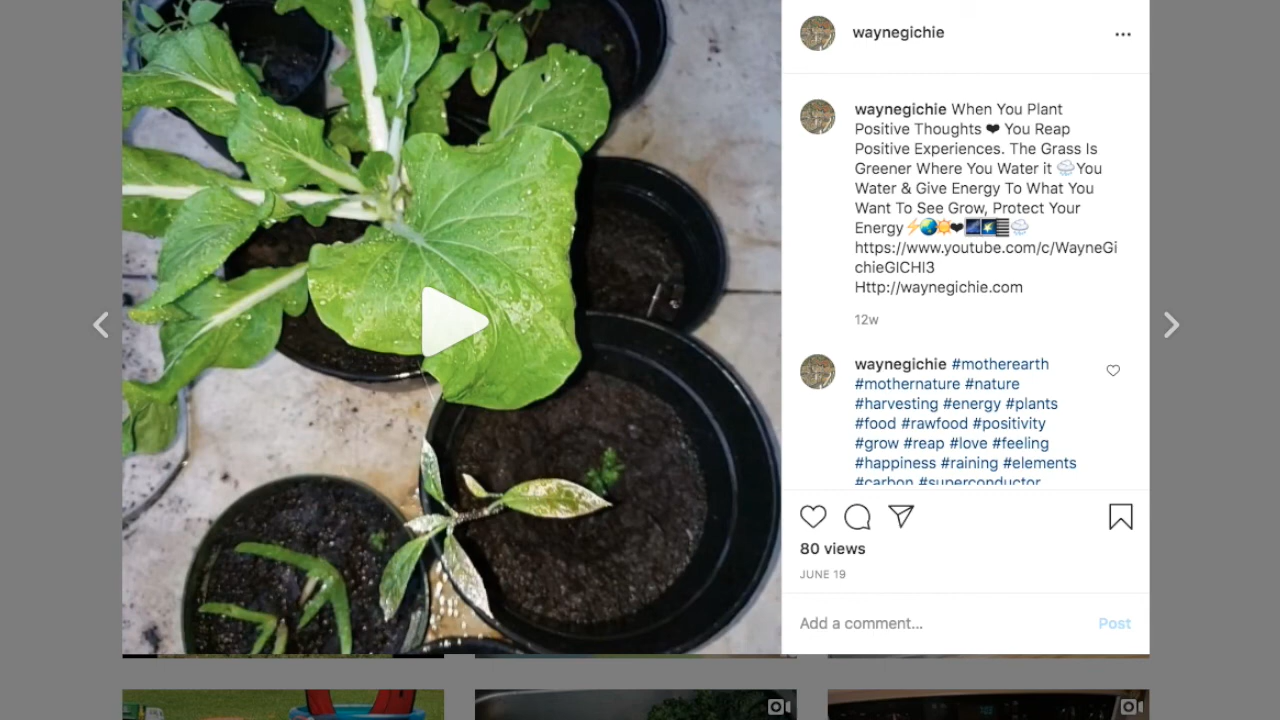 waynegichie
waynegichie When You Plant
Positive Thoughts ❤ You Reap
Positive Experiences. The Grass Is
Greener Where You Water it 🌧You
Water & Give Energy To What You
Want To See Grow, Protect Your
Energy ⚡🌍☀❤🌌🌠🌧
https://www.youtube.com/c/WayneGi
chieGICHI3
Http://waynegichie.com
12w
waynegichie #motherearth
#mothernature #nature
#harvesting #energy #plants
#food #rawfood #positivity
#grow #reap #love #feeling
#happiness #raining #elements
#carbon #superconductor
80 views
JUNE 19
Add a comment... Post